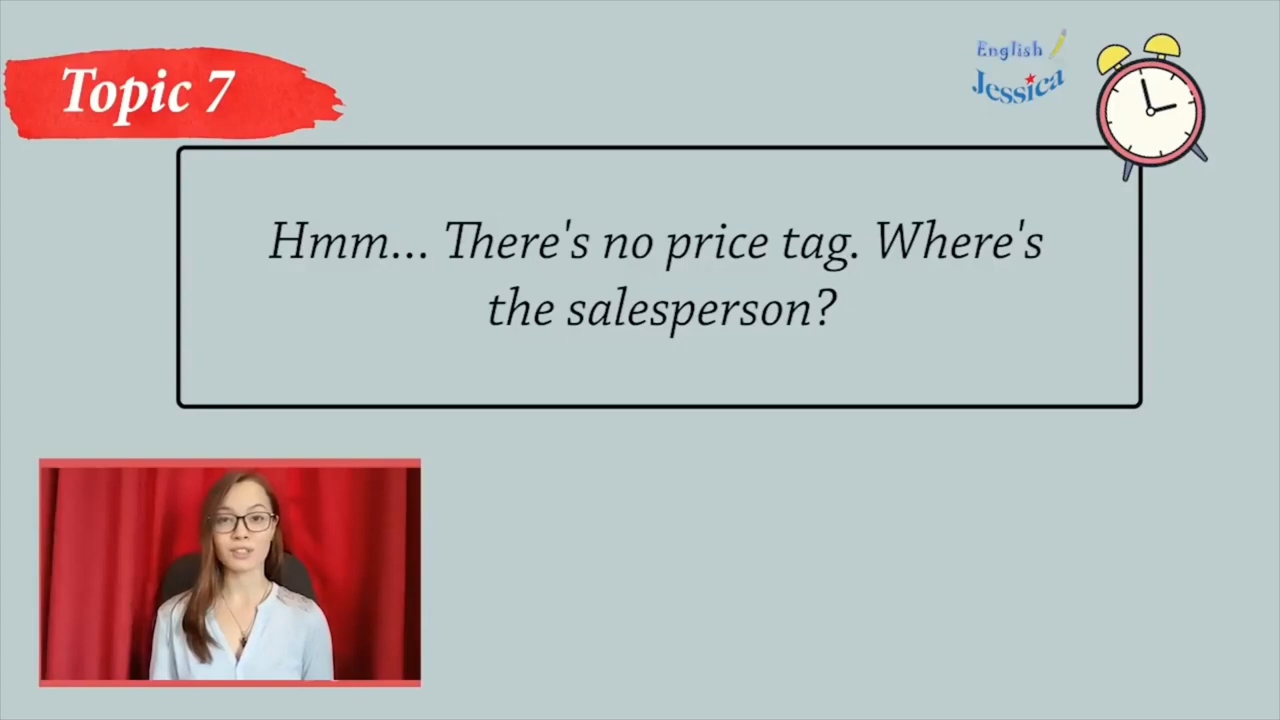 Topic 7
English
Jessica
Hmm... There's no price tag. Where's
the salesperson?